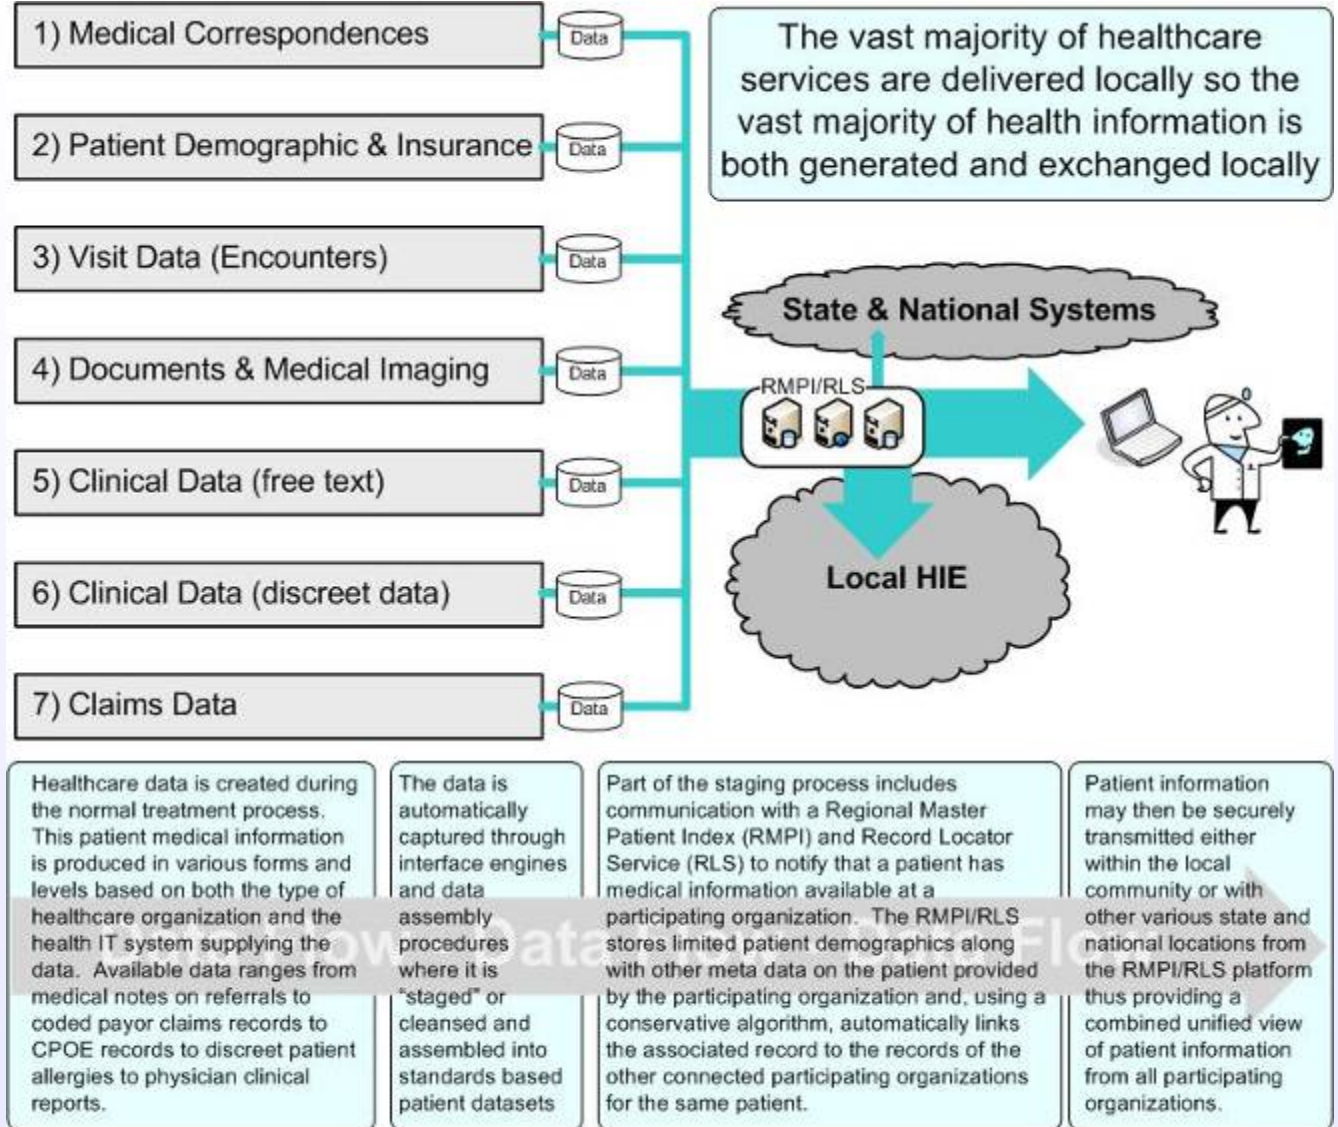 1) Medical Correspondences
Data
2) Patient Demographic & Insurance
Data
3) Visit Data (Encounters)
Data
4) Documents & Medical Imaging
Data
5) Clinical Data (free text)
Data
6) Clinical Data (discreet data)
Data
7) Claims Data
Data
The vast majority of healthcare
services are delivered locally so the
vast majority of health information is
both generated and exchanged locally
State & National Systems
RMPI/RLS
Local HIE
Healthcare data is created during
the normal treatment process.
This patient medical information
is produced in various forms and
levels based on both the type of
healthcare organization and the
health IT system supplying the
data. Available data ranges from
medical notes on referrals to
coded payor claims records to
CPOE records to discreet patient
allergies to physician clinical
reports.
The data is
automatically
captured through
interface engines
and data
assembly
procedures
where it is
"staged" or
cleansed and
assembled into
standards based
patient datasets
Part of the staging process includes
communication with a Regional Master
Patient Index (RMPI) and Record Locator
Service (RLS) to notify that a patient has
medical information available at a
participating organization. The RMPI/RLS
stores limited patient demographics along
with other meta data on the patient provided
by the participating organization and, using a
conservative algorithm, automatically links
the associated record to the records of the
other connected participating organizations
for the same patient.
Patient information
may then be securely
transmitted either
within the local
community or with
other various state and
national locations from
the RMPI/RLS platform
thus providing a
combined unified view
of patient information
from all participating
organizations.
Data Flow - Data Flow - Data Flow